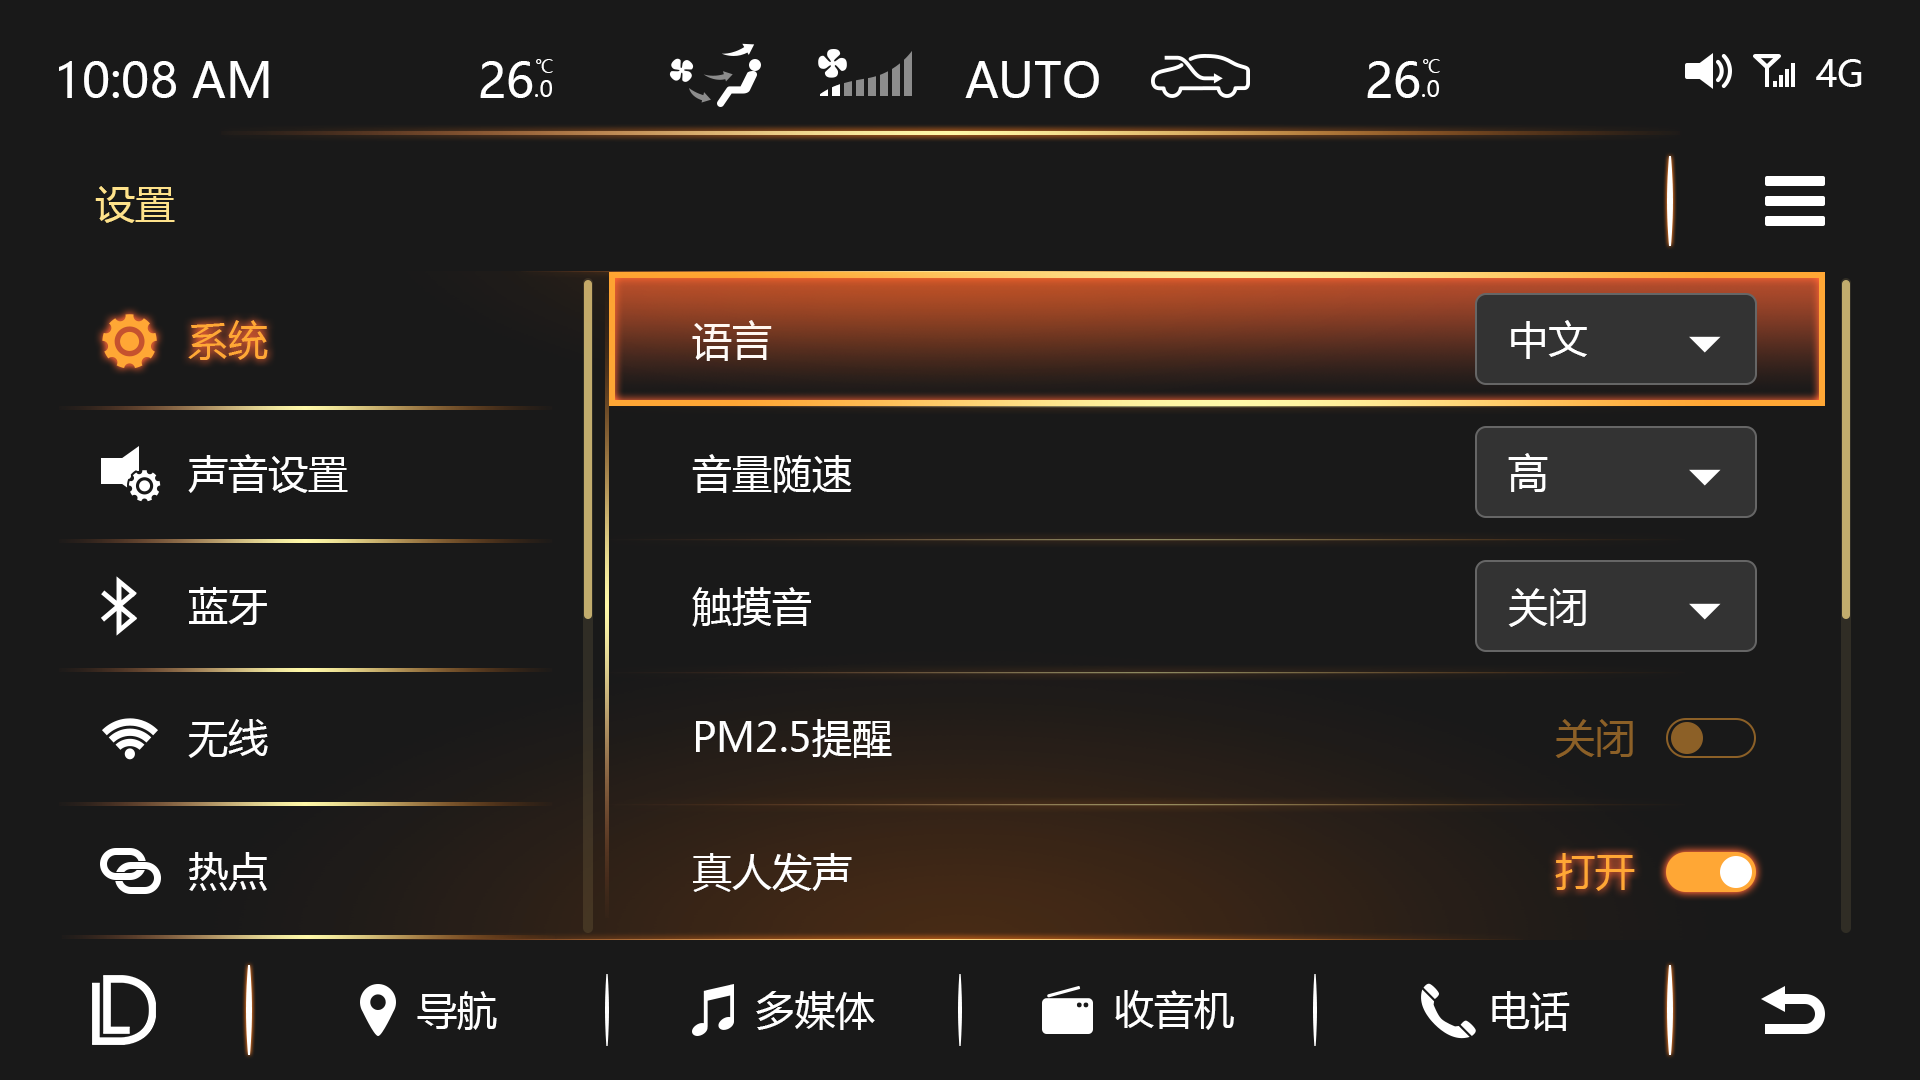 10:08 AM 26.0℃ AUTO 26.0℃ 4G
设置
系统
声音设置
蓝牙
无线
热点
语言 中文
音量随速 高
触摸音 关闭
PM2.5提醒 关闭
真人发声 打开
导航 多媒体 收音机 电话